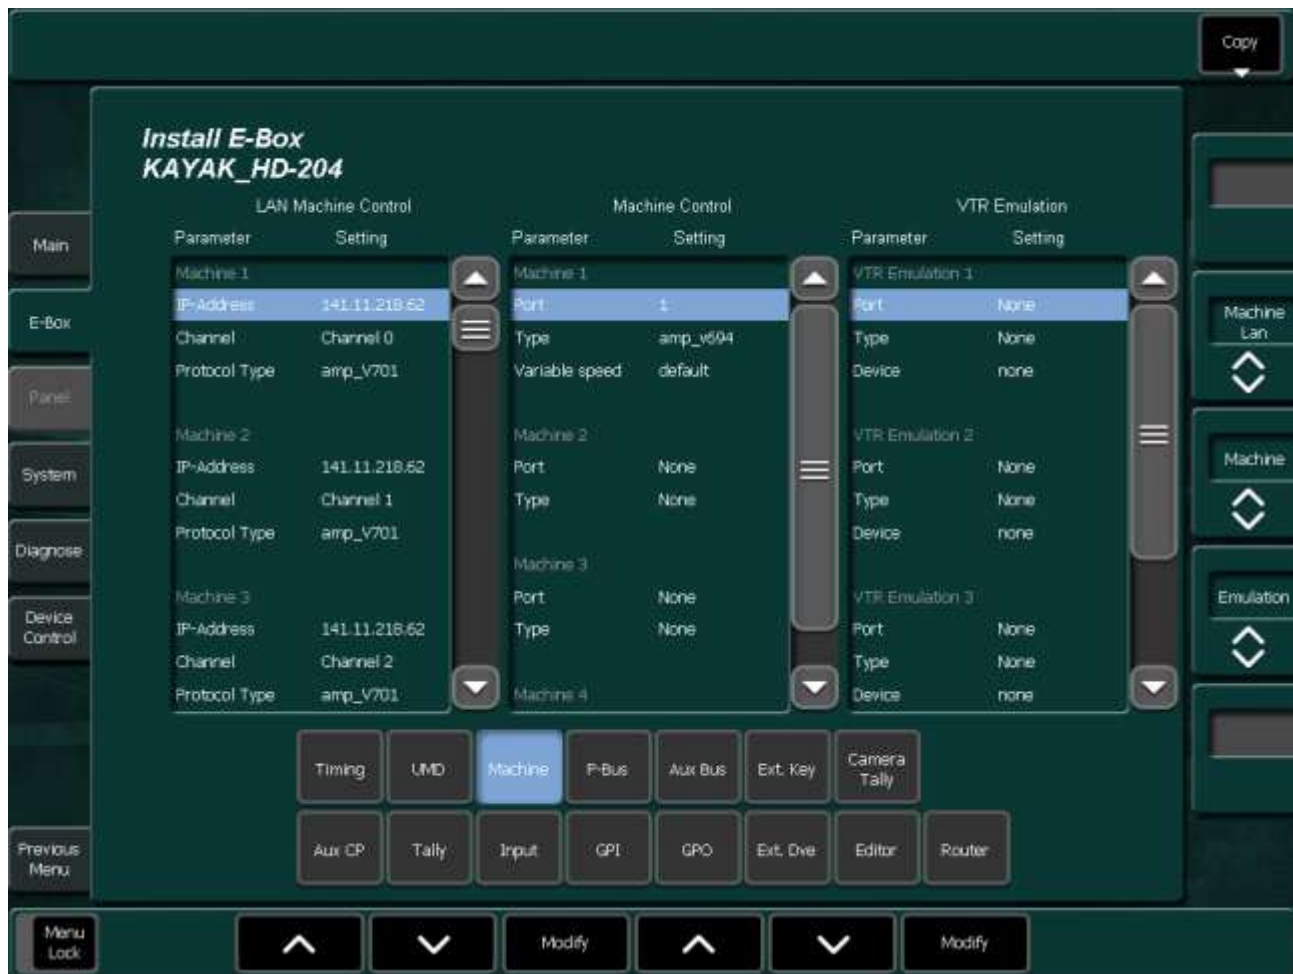 Copy
Install E-Box
KAYAK_HD-204
LAN Machine Control
Parameter Setting
Machine 1
IP-Address 141.11.218.62
Channel Channel 0
Protocol Type amp_V701
Machine 2
IP-Address 141.11.218.62
Channel Channel 1
Protocol Type amp_V701
Machine 3
IP-Address 141.11.218.62
Channel Channel 2
Protocol Type amp_V701
Machine Control
Parameter Setting
Machine 1
Port 1
Type amp_v694
Variable speed default
Machine 2
Port None
Type None
Machine 3
Port None
Type None
Machine 4
VTR Emulation
Parameter Setting
VTR Emulation 1
Port None
Type None
Device none
VTR Emulation 2
Port None
Type None
Device none
VTR Emulation 3
Port None
Type None
Device none
Main
E-Box
Panel
System
Diagnose
Device
Control
Previous
Menu
Machine
Lan
Machine
Emulation
Timing UMD Machine P-Bus Aux Bus Ext. Key Camera
Tally
Aux CP Tally Input GPI GPO Ext. Dve Editor Router
Menu
Lock
Modify
Modify